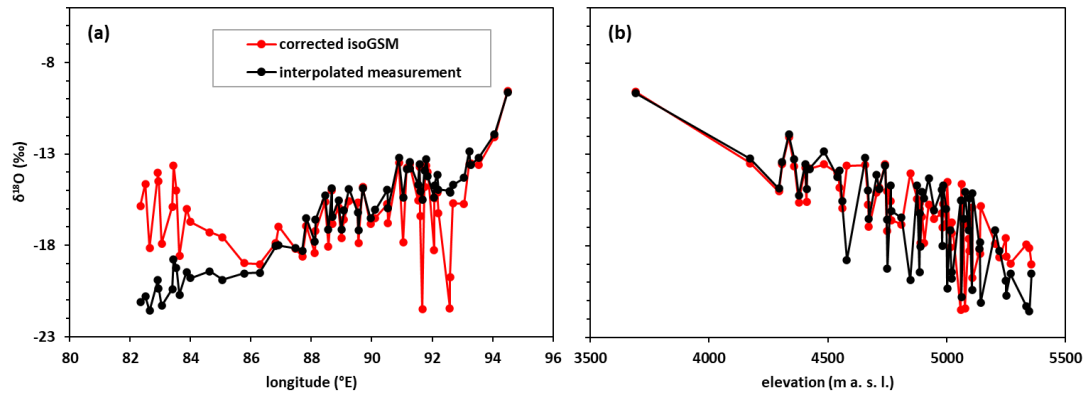 (a)
corrected isoGSM
interpolated measurement
(b)
-8
-13
-18
-23
δ¹⁸O (‰)
80 82 84 86 88 90 92 94 96
longitude (°E)
3500 4000 4500 5000 5500
elevation (m a. s. l.)